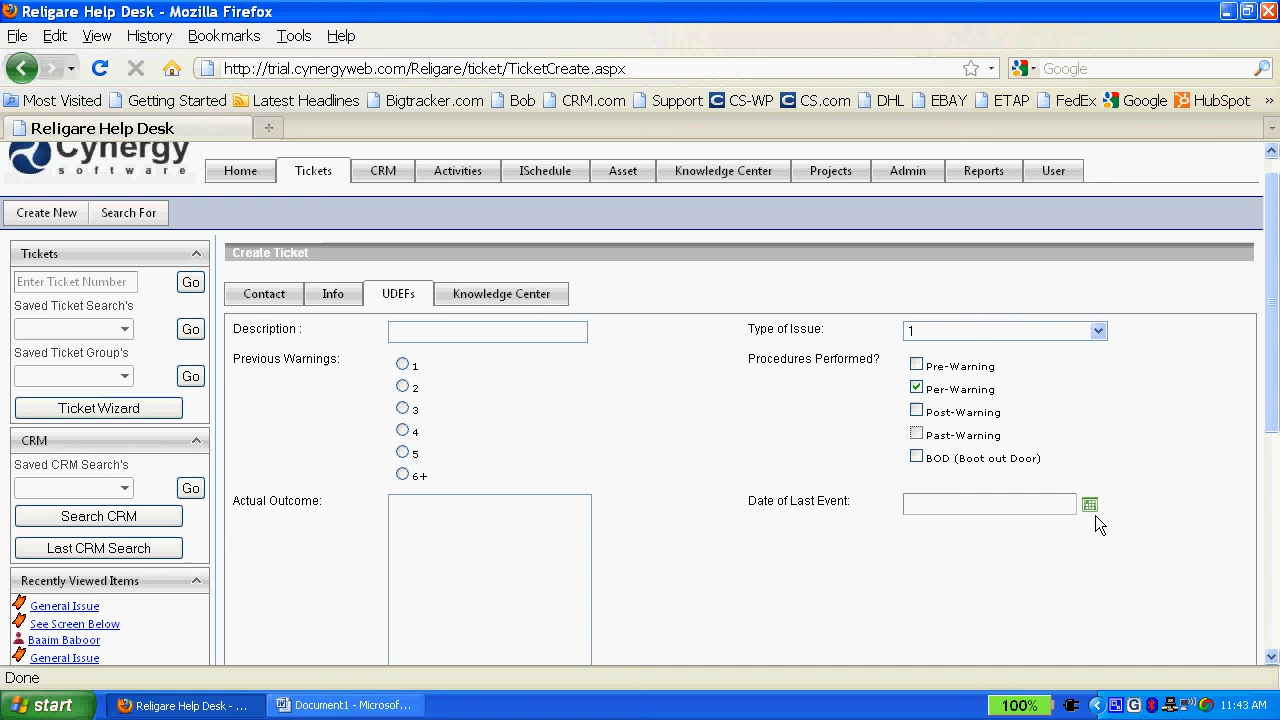 Religare Help Desk - Mozilla Firefox
File Edit View History Bookmarks Tools Help
http://trial.cynergyweb.com/Religare/ticket/TicketCreate.aspx
Google
Most Visited Getting Started Latest Headlines Bigtracker.com Bob CRM.com Support CS-WP CS.com DHL EBAY ETAP FedEx Google HubSpot »
Religare Help Desk
Cynergy
software
Home Tickets CRM Activities ISchedule Asset Knowledge Center Projects Admin Reports User
Create New Search For
Tickets
Enter Ticket Number Go
Saved Ticket Search's
Go
Saved Ticket Group's
Go
Ticket Wizard
CRM
Saved CRM Search's
Go
Search CRM
Last CRM Search
Recently Viewed Items
General Issue
See Screen Below
Baaim Baboor
General Issue
Create Ticket
Contact Info UDEFs Knowledge Center
Description :
Type of Issue: 1
Previous Warnings:
1
2
3
4
5
6+
Procedures Performed?
Pre-Warning
Per-Warning
Post-Warning
Past-Warning
BOD (Boot out Door)
Actual Outcome:
Date of Last Event:
Done
start Religare Help Desk - ... Document1 - Microsof... 100% 11:43 AM